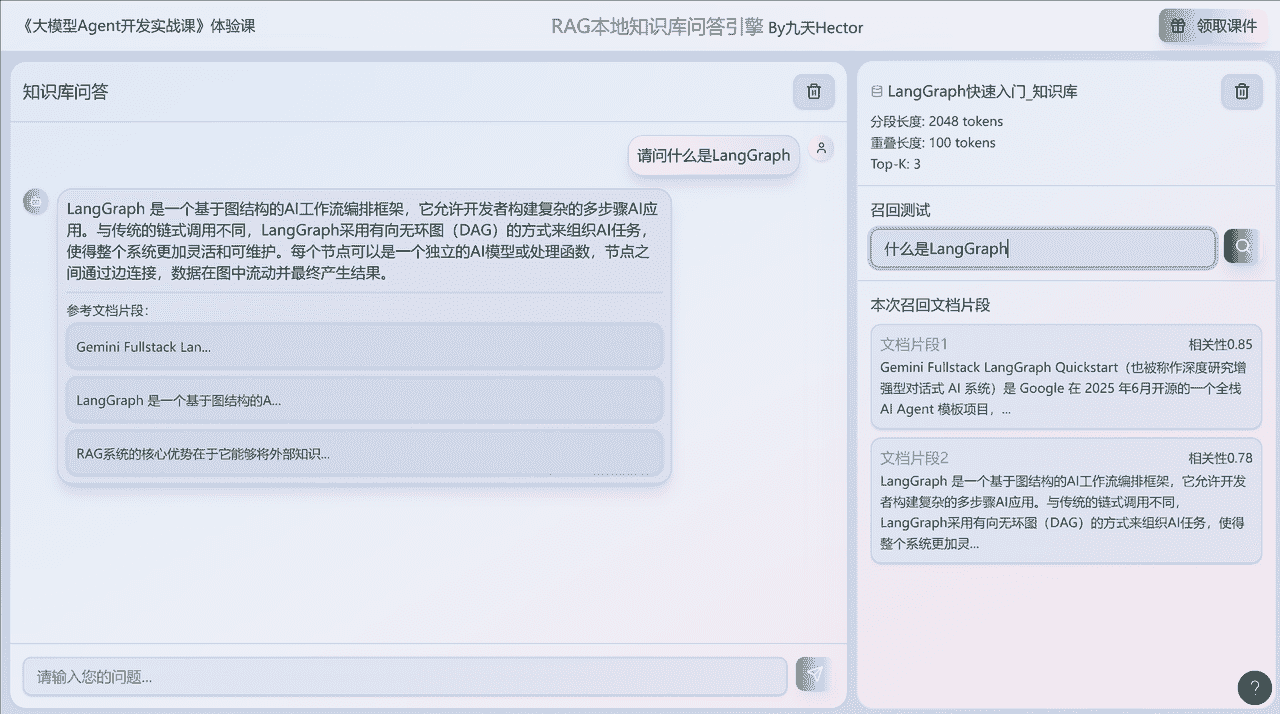 《大模型Agent开发实战课》体验课
RAG本地知识库问答引擎 By九天Hector
领取课件
知识库问答
请问什么是LangGraph
LangGraph 是一个基于图结构的AI工作流编排框架，它允许开发者构建复杂的多步骤AI应
用。与传统的链式调用不同，LangGraph采用有向无环图（DAG）的方式来组织AI任务，
使得整个系统更加灵活和可维护。每个节点可以是一个独立的AI模型或处理函数，节点之
间通过边连接，数据在图中流动并最终产生结果。
参考文档片段：
Gemini Fullstack Lan...
LangGraph 是一个基于图结构的A...
RAG系统的核心优势在于它能够将外部知识...
请输入您的问题...
LangGraph快速入门_知识库
分段长度: 2048 tokens
重叠长度: 100 tokens
Top-K: 3
召回测试
什么是LangGraph
本次召回文档片段
文档片段1 相关性0.85
Gemini Fullstack LangGraph Quickstart（也被称作深度研究增
强型对话式 AI 系统）是 Google 在 2025 年6月开源的一个全栈
AI Agent 模板项目，...
文档片段2 相关性0.78
LangGraph 是一个基于图结构的AI工作流编排框架，它允许开发
者构建复杂的多步骤AI应用。与传统的链式调用不同，
LangGraph采用有向无环图（DAG）的方式来组织AI任务，使得
整个系统更加灵...
?